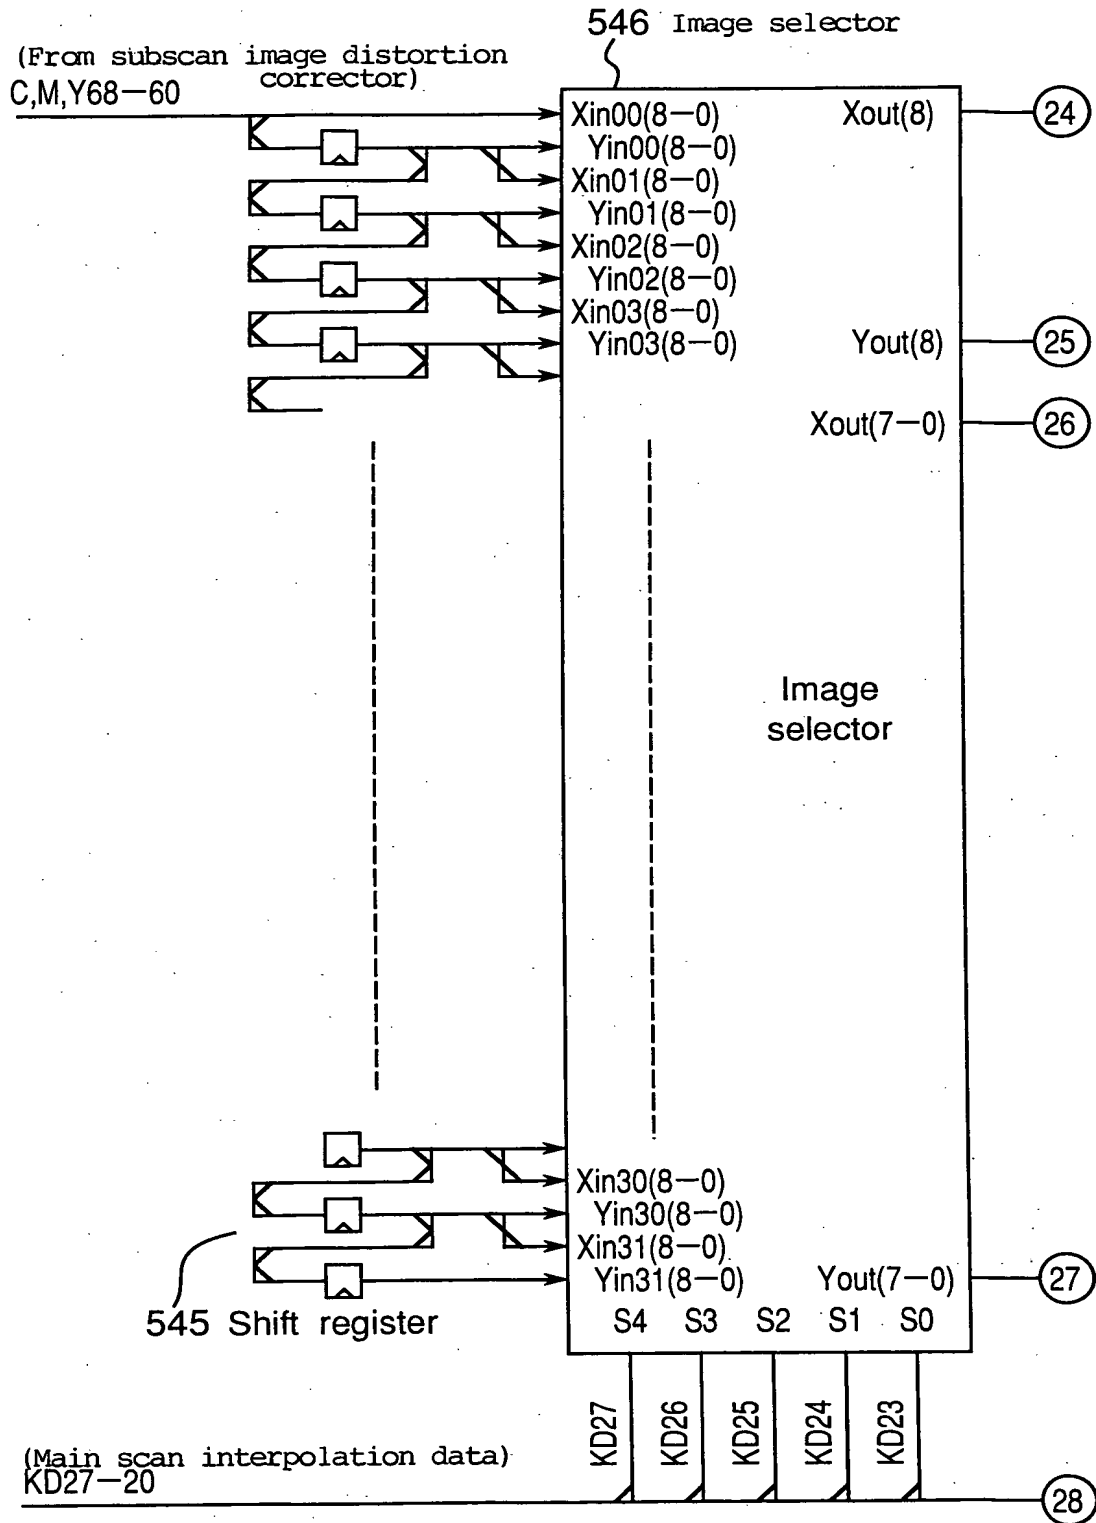 546 Image selector
(From subscan image distortion
corrector)
C,M,Y68-60
Xin00(8-0)
Xout(8)
24
Yin00(8-0)
Xin01(8-0)
Yin01(8-0)
Xin02(8-0)
Yin02(8-0)
Xin03(8-0)
Yin03(8-0)
Yout(8)
25
Xout(7-0)
26
Image
selector
Xin30(8-0)
Yin30(8-0)
Xin31(8-0)
Yin31(8-0)
Yout(7-0)
27
545 Shift register
S4 S3 S2 S1 S0
KD27 KD26 KD25 KD24 KD23
(Main scan interpolation data)
KD27-20
28